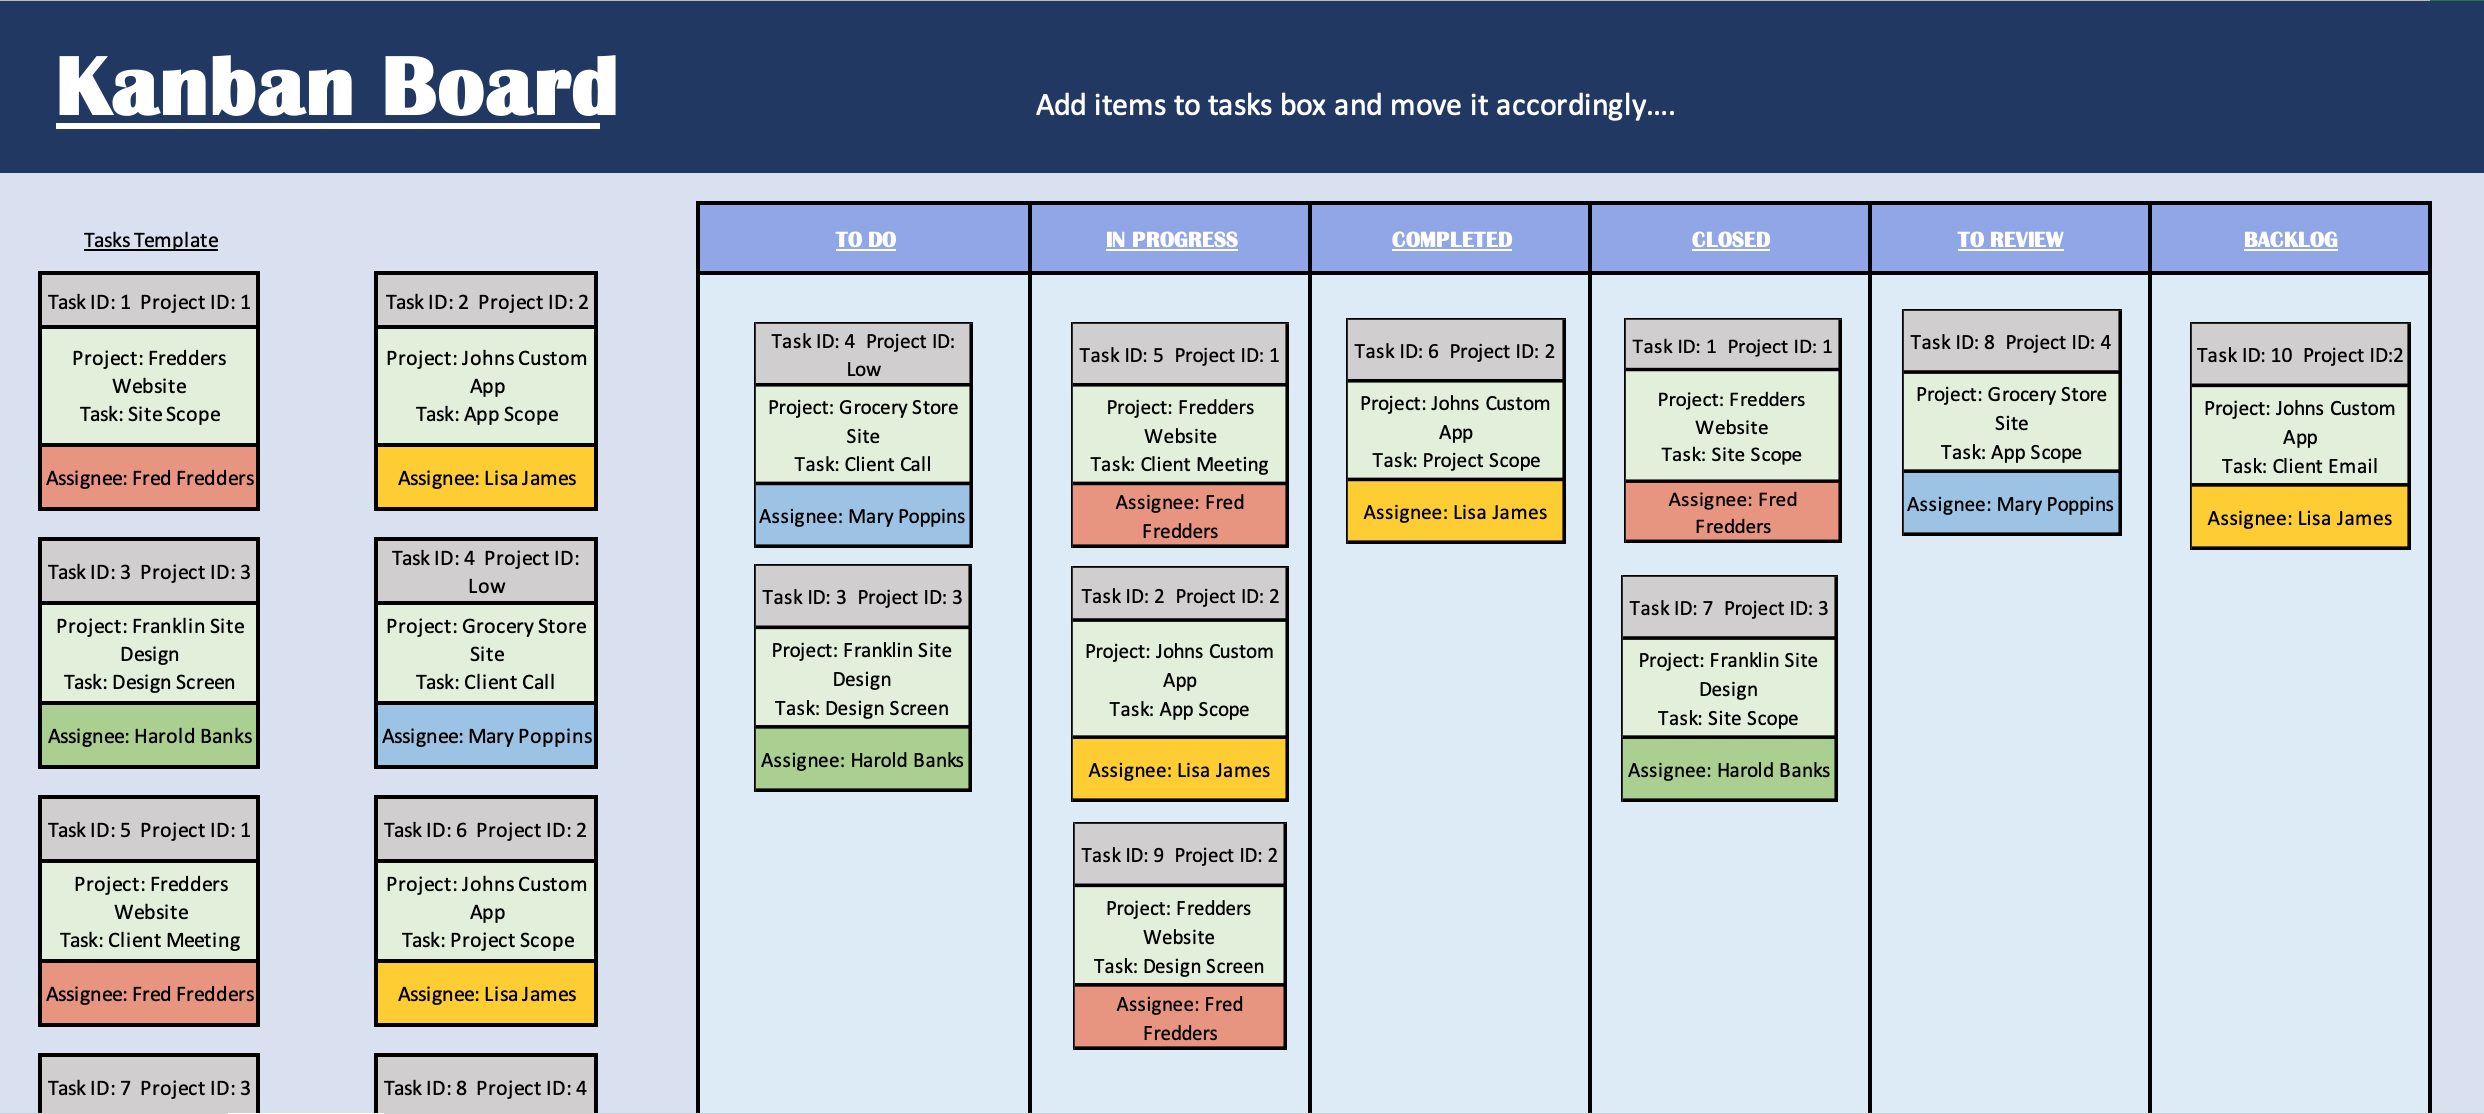 Kanban Board
Add items to tasks box and move it accordingly....
Tasks Template
Task ID: 1  Project ID: 1
Project: Fredders
Website
Task: Site Scope
Assignee: Fred Fredders
Task ID: 2  Project ID: 2
Project: Johns Custom
App
Task: App Scope
Assignee: Lisa James
Task ID: 3  Project ID: 3
Project: Franklin Site
Design
Task: Design Screen
Assignee: Harold Banks
Task ID: 4  Project ID:
Low
Project: Grocery Store
Site
Task: Client Call
Assignee: Mary Poppins
Task ID: 5  Project ID: 1
Project: Fredders
Website
Task: Client Meeting
Assignee: Fred Fredders
Task ID: 6  Project ID: 2
Project: Johns Custom
App
Task: Project Scope
Assignee: Lisa James
Task ID: 7  Project ID: 3
Task ID: 8  Project ID: 4
TO DO
Task ID: 4  Project ID:
Low
Project: Grocery Store
Site
Task: Client Call
Assignee: Mary Poppins
Task ID: 3  Project ID: 3
Project: Franklin Site
Design
Task: Design Screen
Assignee: Harold Banks
IN PROGRESS
Task ID: 5  Project ID: 1
Project: Fredders
Website
Task: Client Meeting
Assignee: Fred
Fredders
Task ID: 2  Project ID: 2
Project: Johns Custom
App
Task: App Scope
Assignee: Lisa James
Task ID: 9  Project ID: 2
Project: Fredders
Website
Task: Design Screen
Assignee: Fred
Fredders
COMPLETED
Task ID: 6  Project ID: 2
Project: Johns Custom
App
Task: Project Scope
Assignee: Lisa James
CLOSED
Task ID: 1  Project ID: 1
Project: Fredders
Website
Task: Site Scope
Assignee: Fred
Fredders
Task ID: 7  Project ID: 3
Project: Franklin Site
Design
Task: Site Scope
Assignee: Harold Banks
TO REVIEW
Task ID: 8  Project ID: 4
Project: Grocery Store
Site
Task: App Scope
Assignee: Mary Poppins
BACKLOG
Task ID: 10  Project ID:2
Project: Johns Custom
App
Task: Client Email
Assignee: Lisa James